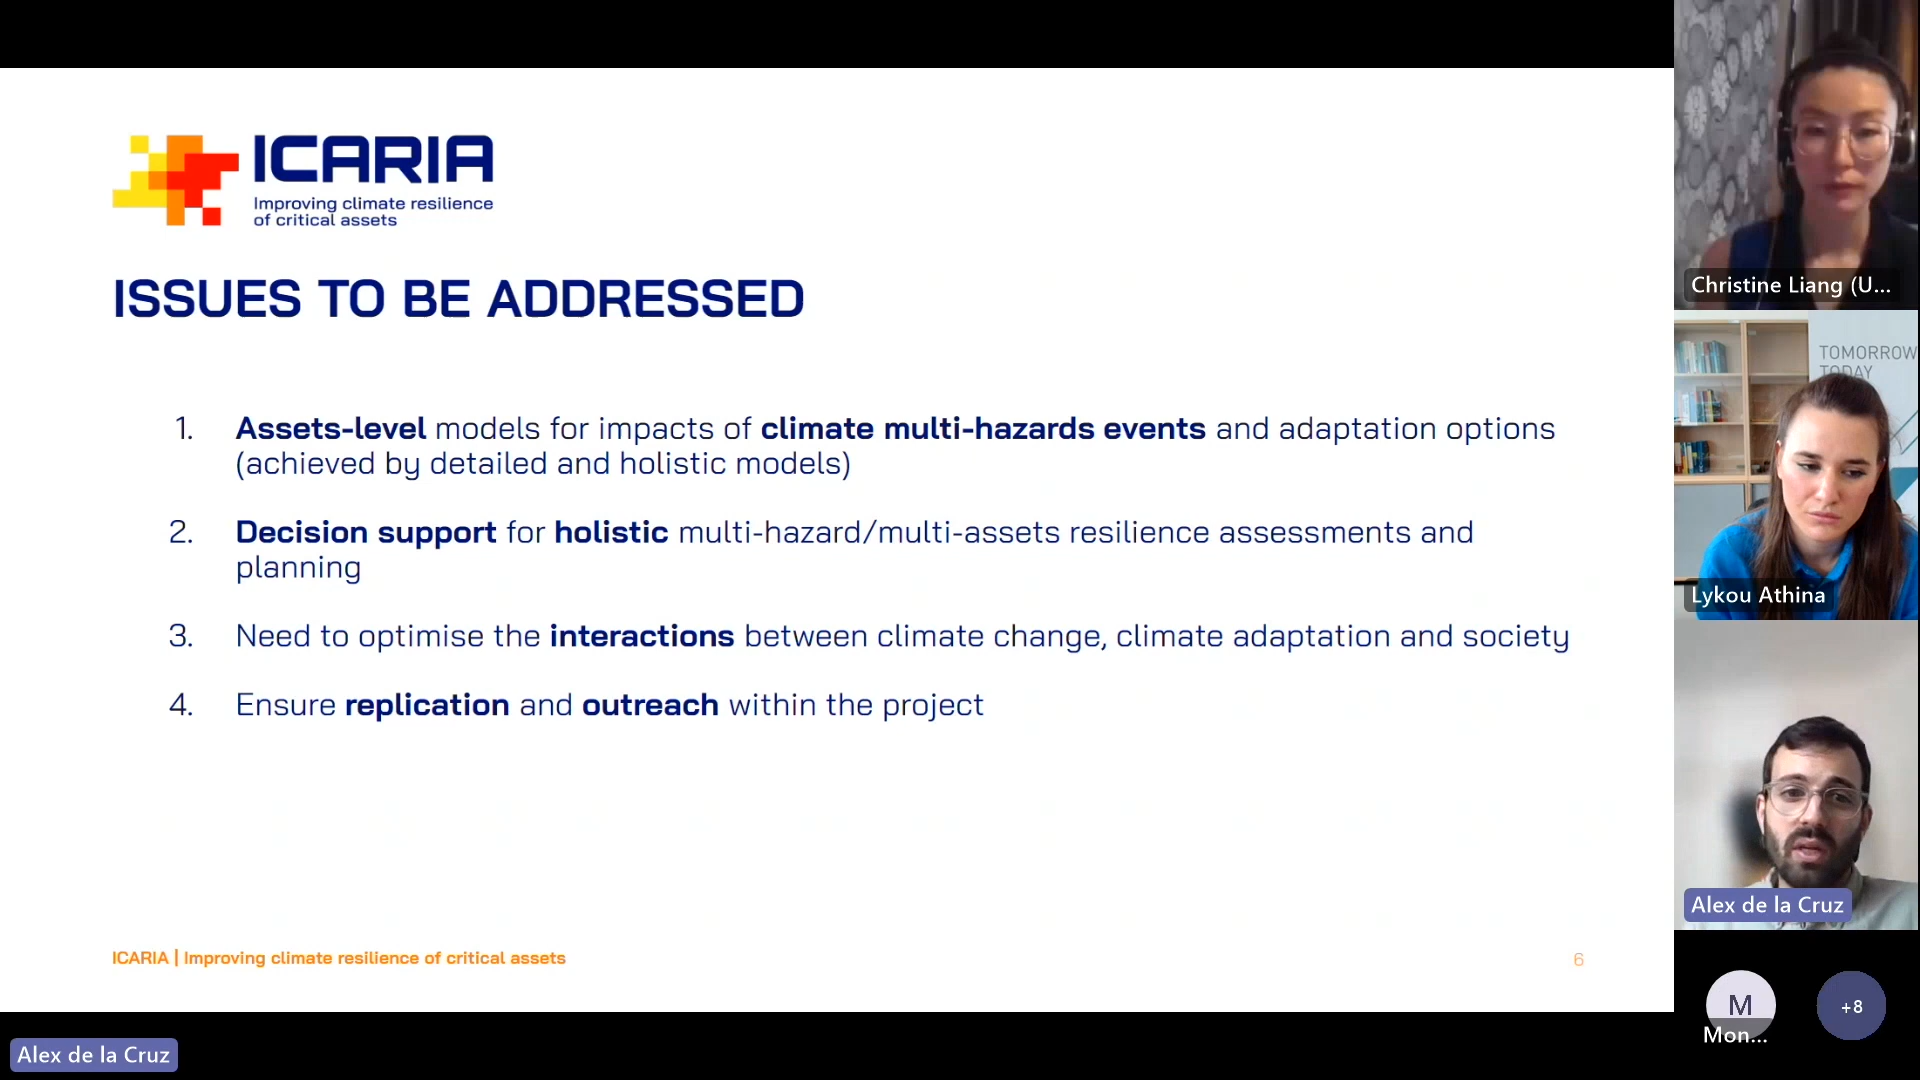 ICARIA
Improving climate resilience
of critical assets
ISSUES TO BE ADDRESSED
1. Assets-level models for impacts of climate multi-hazards events and adaptation options
(achieved by detailed and holistic models)
2. Decision support for holistic multi-hazard/multi-assets resilience assessments and
planning
3. Need to optimise the interactions between climate change, climate adaptation and society
4. Ensure replication and outreach within the project
ICARIA | Improving climate resilience of critical assets
6
Alex de la Cruz
Christine Liang (U...
TOMORROW
TODAY
Lykou Athina
Alex de la Cruz
M
Mon...
+8